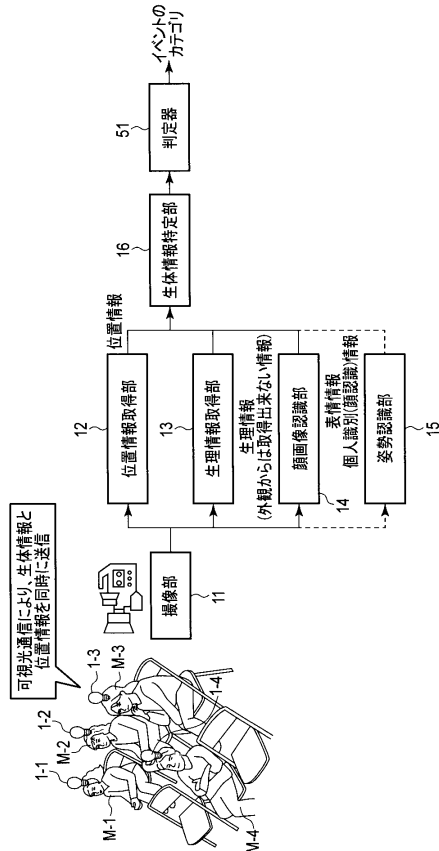 可視光通信により、生体情報と
位置情報を同時に送信
1-1
1-2
1-3
M-2
M-3
M-1
1-4
M-4
撮像部
11
12
位置情報取得部
位置情報
13
生理情報取得部
生理情報
(外観からは取得出来ない情報)
顔画像認識部
14
表情情報
個人識別(顔認識)情報
姿勢認識部
15
16
生体情報特定部
51
判定器
イベントの
カテゴリ